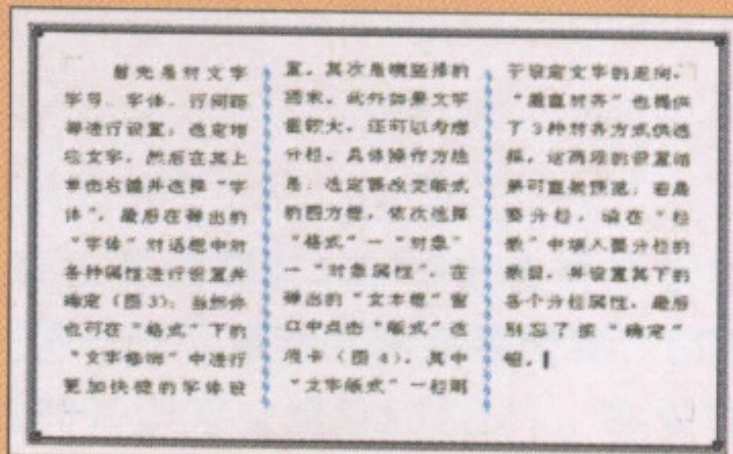 首先是对文字
字号、字体、行间距
等进行设置：选定相
应文字，然后在其上
单击右键并选择“字
体”，最后在弹出的
“字体”对话框中对
各种属性进行设置并
确定（图3）；当然你
也可在“格式”下的
“文字修饰”中进行
更加快捷的字体设
置。其次是横竖排的
问题。此外如果文字
量较大，还可以考虑
分栏。具体操作方法
是：选定要改变版式
的图方框，依次选择
“格式”—“对象”
—“对象属性”，在
弹出的“文本框”窗
口中点击“版式”选
项卡（图4），其中
“文字版式”一栏用
于设定文字的走向，
“垂直对齐”也提供
了3种对齐方式供选
择，这两项的设置结
果可直接预览；若是
要分栏，请在“栏
数”中填入要分栏的
数目，并设置其下的
各个分栏属性，最后
别忘了按“确定”
钮。